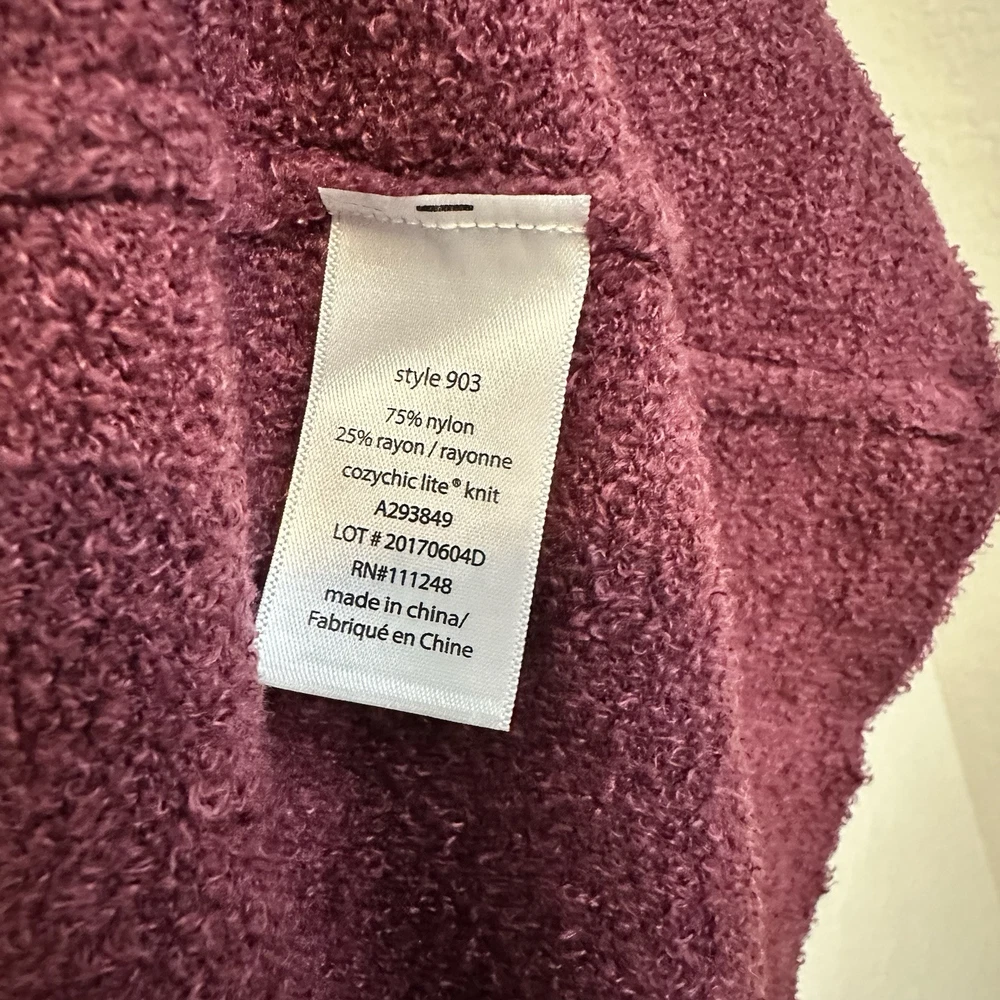 style 903
75% nylon
25% rayon / rayonne
cozychic lite® knit
A293849
LOT # 20170604D
RN#111248
made in china/
Fabriqué en Chine